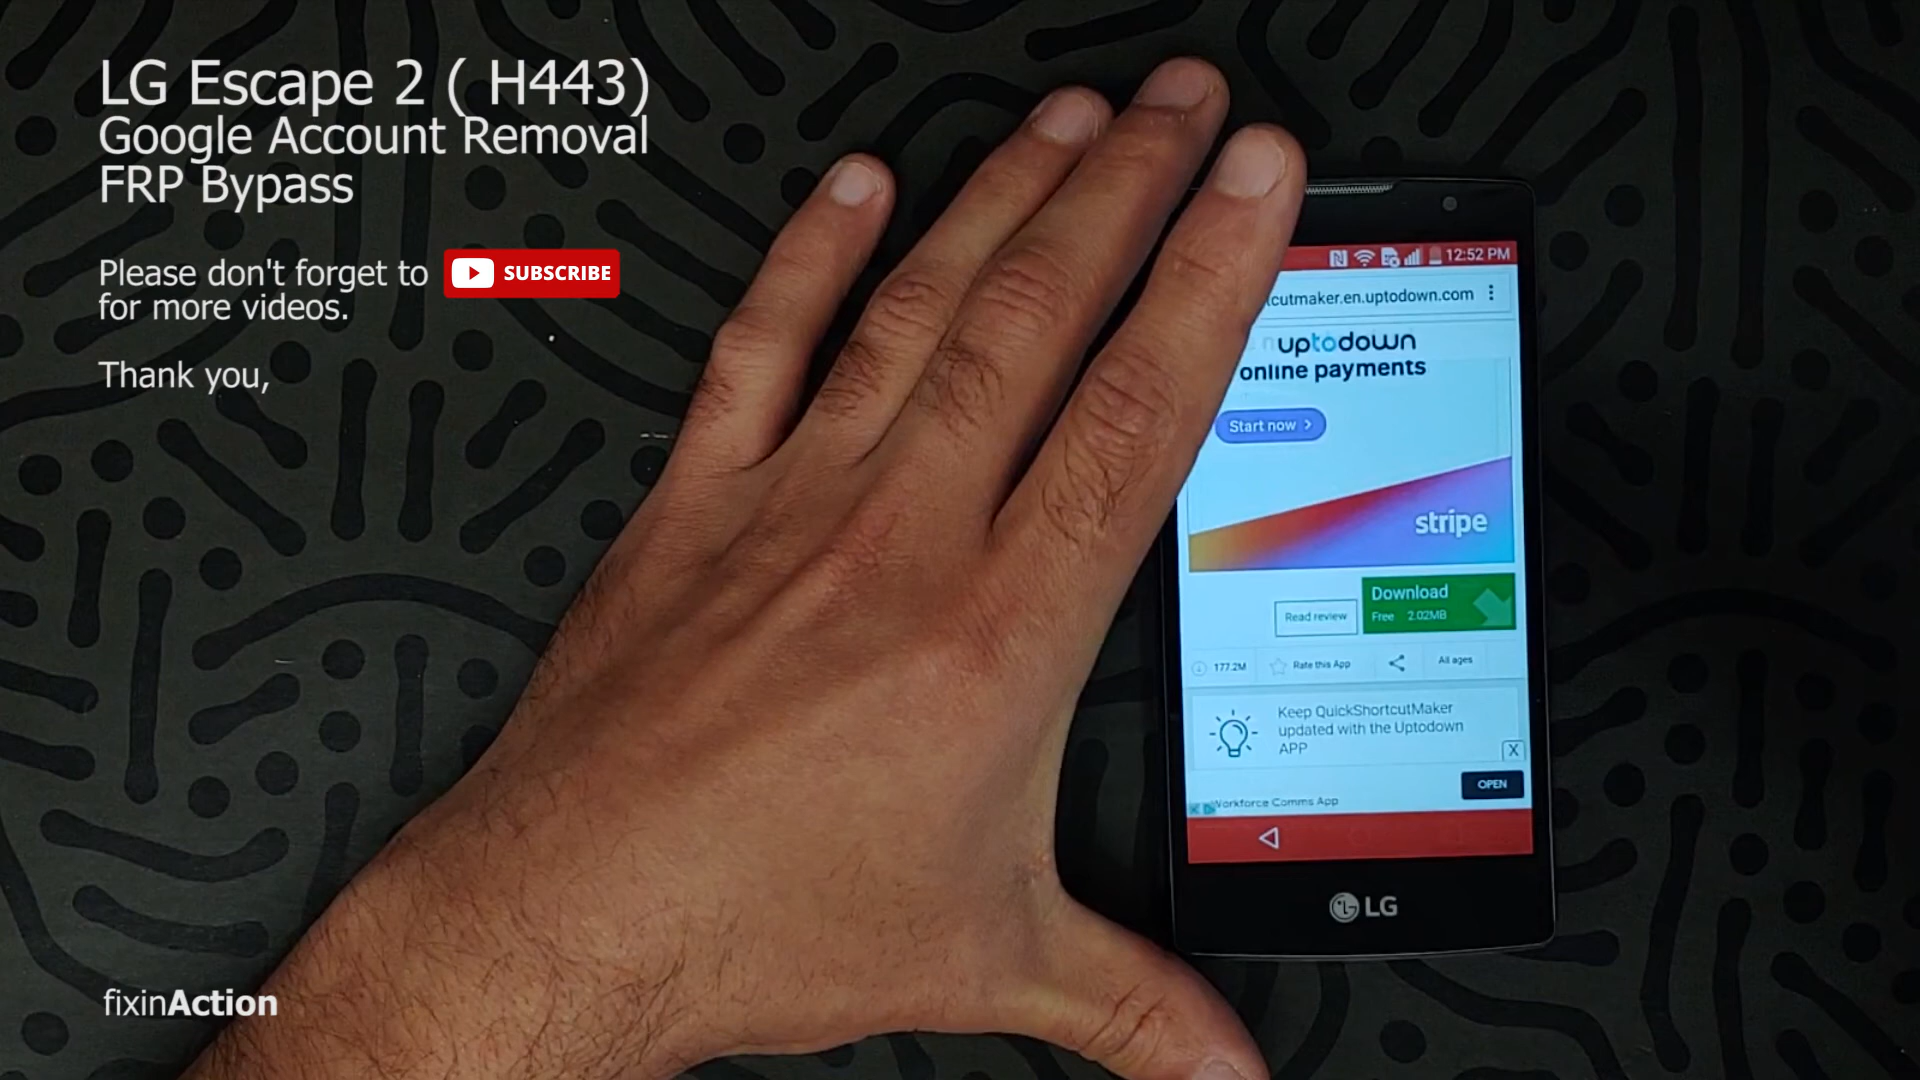 LG Escape 2 ( H443)
Google Account Removal
FRP Bypass
Please don't forget to SUBSCRIBE
for more videos.
Thank you,
fixinAction
12:52 PM
cutmaker.en.uptodown.com
uptodown
online payments
Start now >
stripe
Download
Free 2.02MB
Read review
177.2M
Rate this App
All ages
Keep QuickShortcutMaker
updated with the Uptodown
APP
X
OPEN
Workforce Comms App
LG